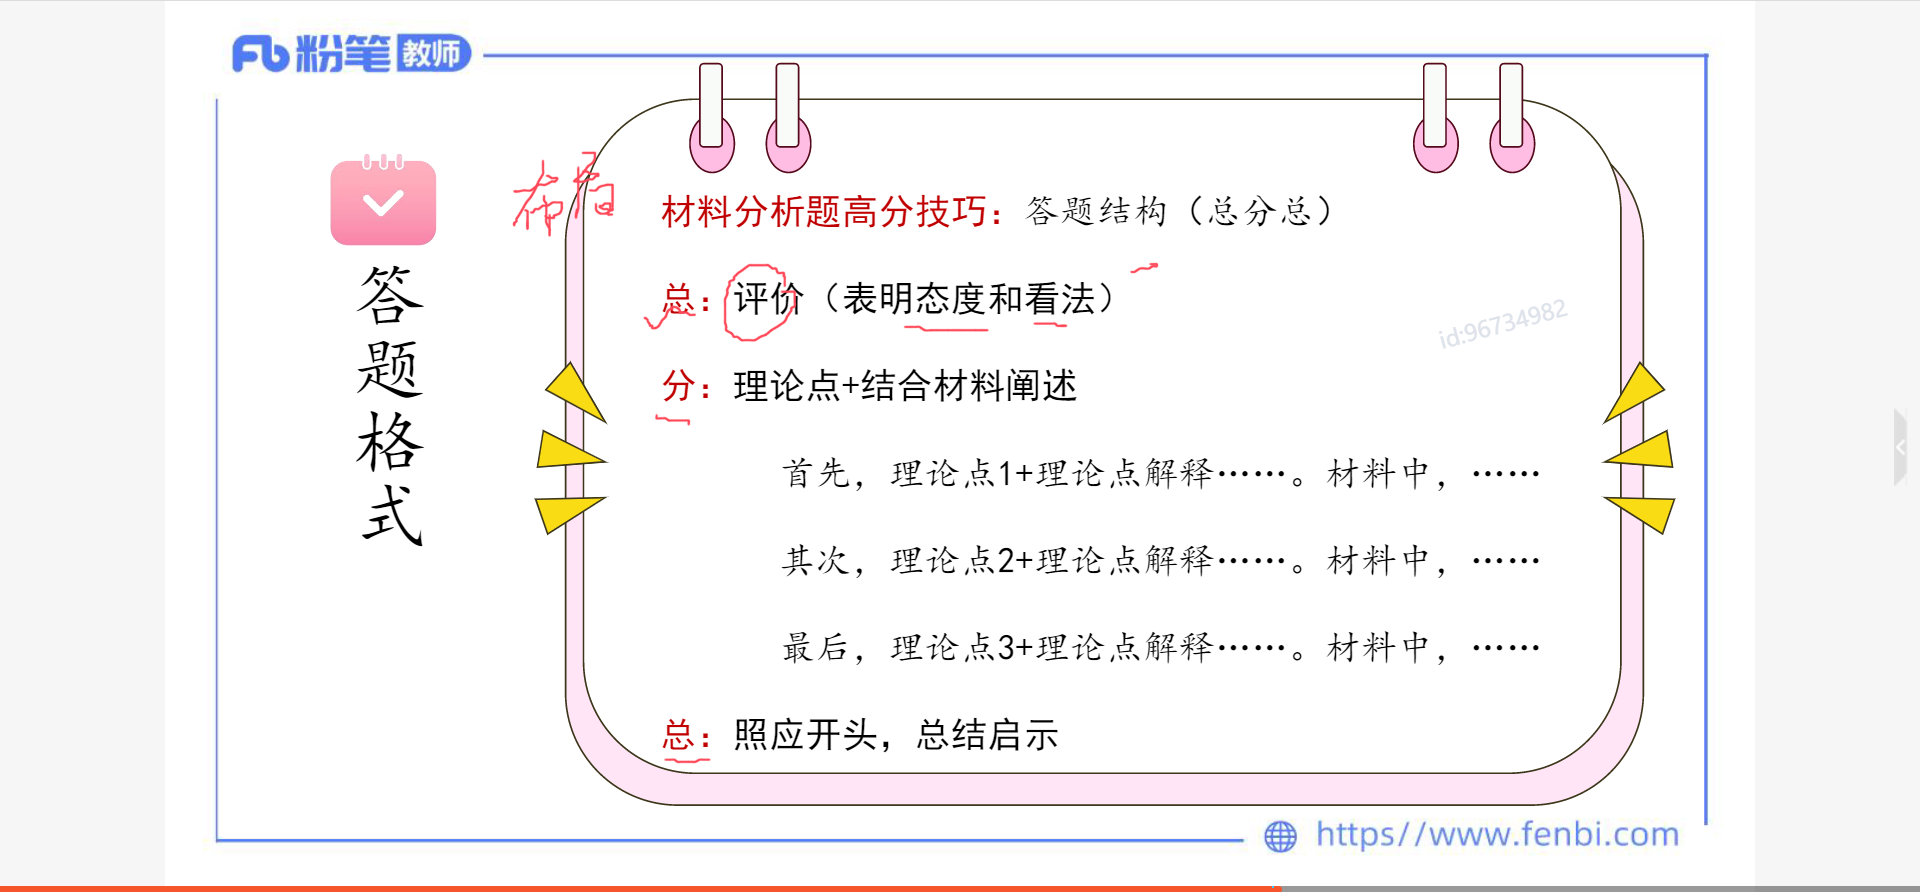 粉笔教师
布局
答题格式
材料分析题高分技巧：答题结构（总分总）
总：评价（表明态度和看法）
id:96734982
分：理论点+结合材料阐述
首先，理论点1+理论点解释……。材料中，……
其次，理论点2+理论点解释……。材料中，……
最后，理论点3+理论点解释……。材料中，……
总：照应开头，总结启示
https//www.fenbi.com